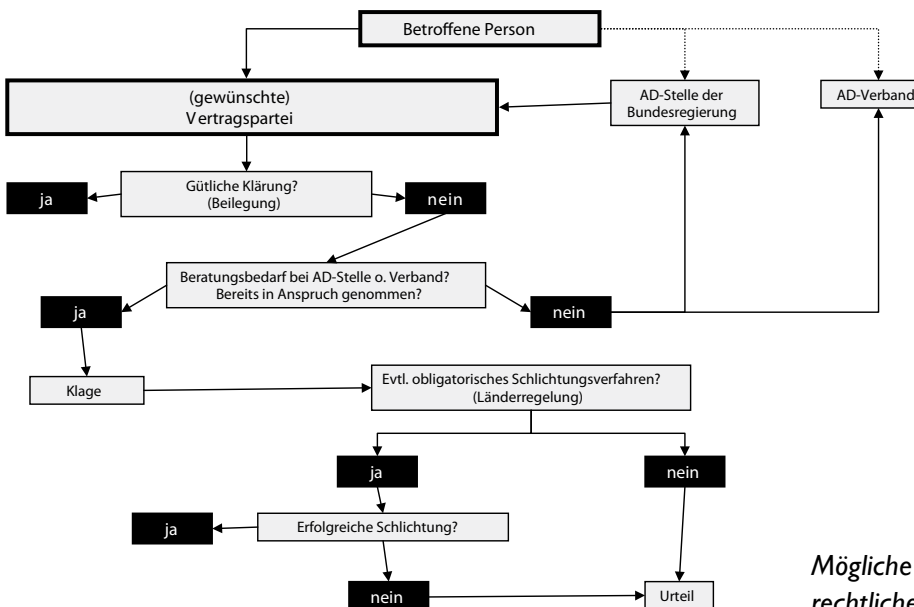 Betroffene Person
(gewünschte)
Vertragspartei
AD-Stelle der
Bundesregierung
AD-Verband
Gütliche Klärung?
(Beilegung)
ja
nein
Beratungsbedarf bei AD-Stelle o. Verband?
Bereits in Anspruch genommen?
ja
nein
Klage
Evtl. obligatorisches Schlichtungsverfahren?
(Länderregelung)
ja
nein
ja
Erfolgreiche Schlichtung?
nein
Urteil
Mögliche
rechtliche